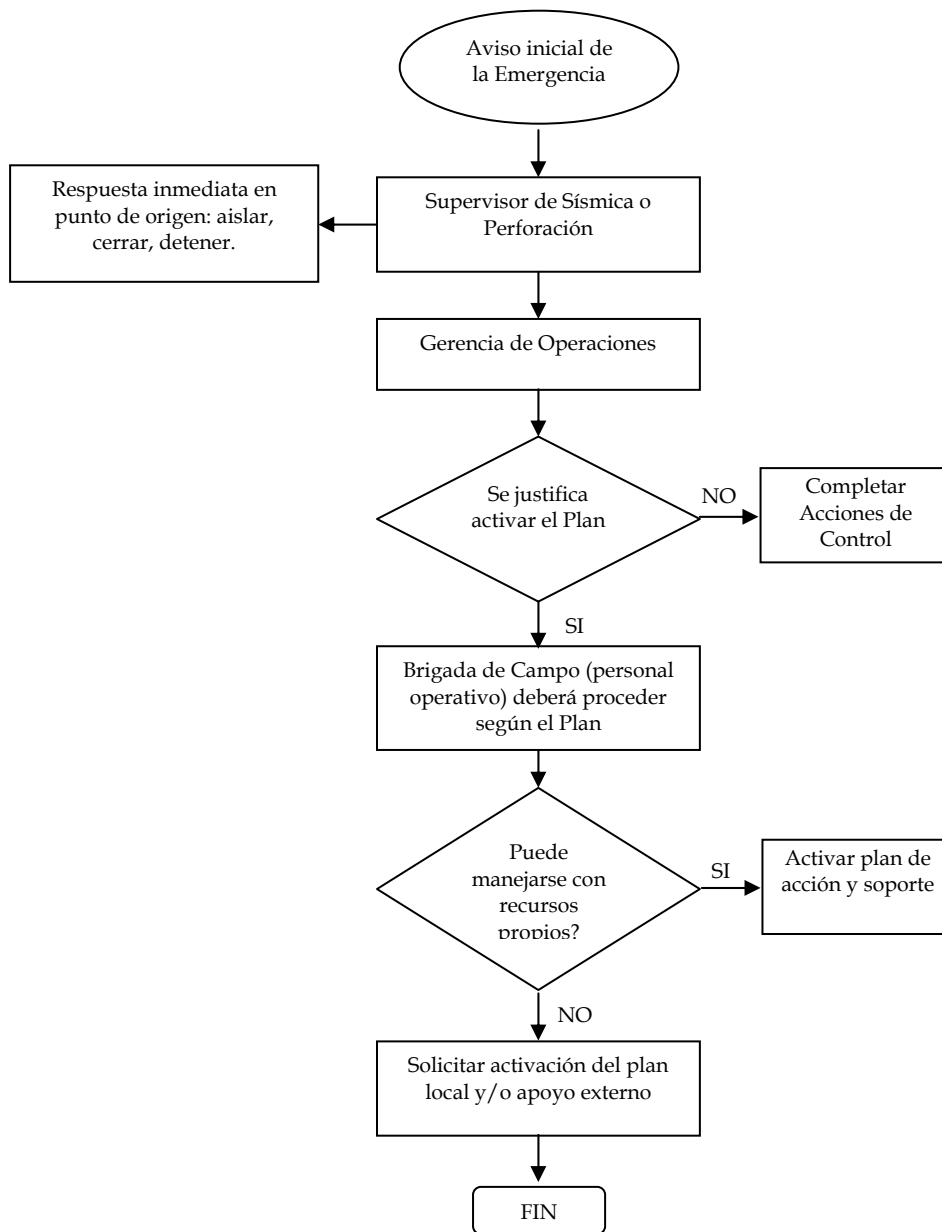 Aviso inicial de
la Emergencia
Respuesta inmediata en
punto de origen: aislar,
cerrar, detener.
Supervisor de Sísmica o
Perforación
Gerencia de Operaciones
Se justifica
activar el Plan
NO
Completar
Acciones de
Control
SI
Brigada de Campo (personal
operativo) deberá proceder
según el Plan
Puede
manejarse con
recursos
propios?
SI
Activar plan de
acción y soporte
NO
Solicitar activación del plan
local y/o apoyo externo
FIN